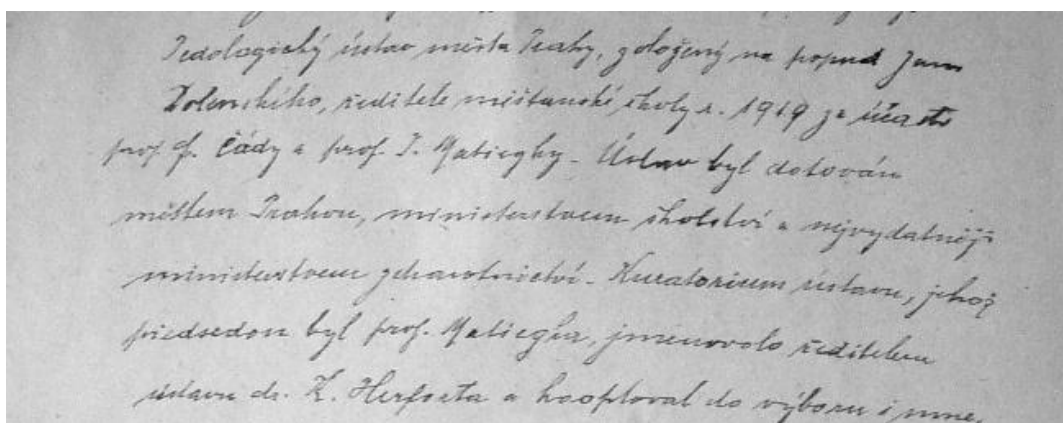 Pedologický ústav města Prahy, založený na popud Jana
Dolenského, ředitele měšťanské školy r. 1919 za účasti
prof. F. Čády a prof. J. Matiegky. Ústav byl dotován
městem Prahou, ministerstvem školství a nejvydatněji
ministerstvem zdravotnictví. Kuratorium ústavu, jehož
předsedou byl prof. Matiegka, jmenovalo ředitelem
ústavu dr. K. Herforta a kooptoval do výboru i mne,